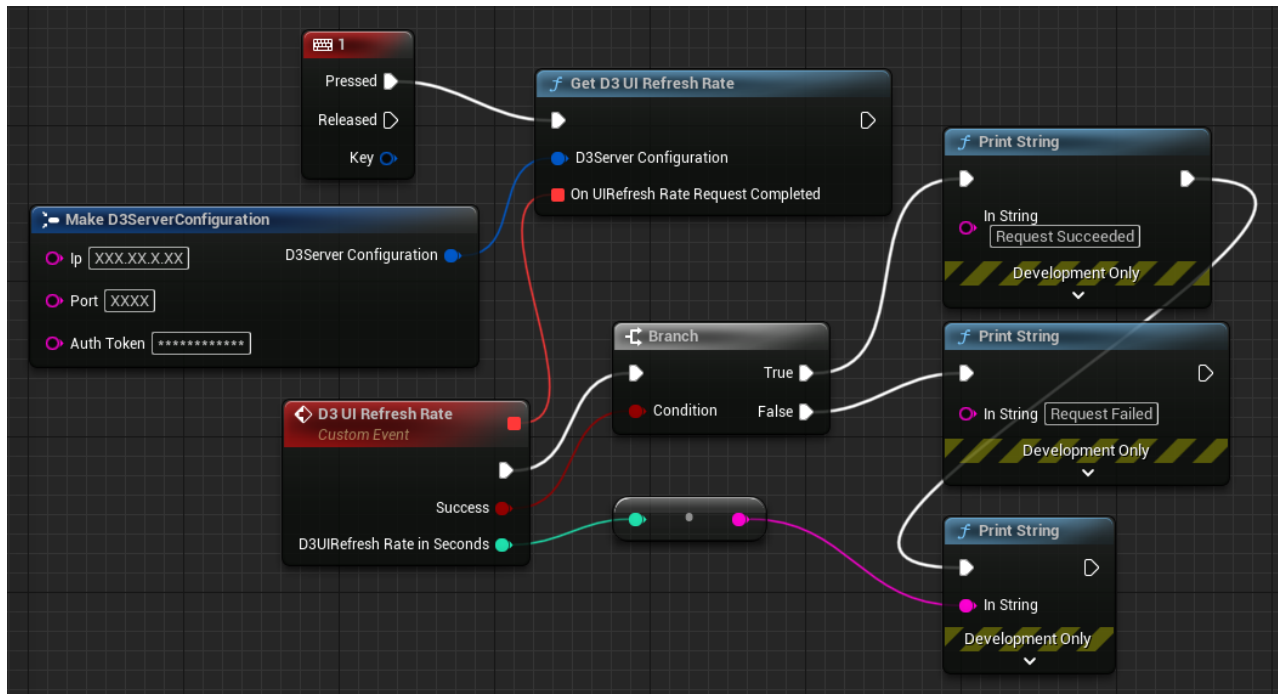 1
Pressed
Released
Key
Get D3 UI Refresh Rate
D3Server Configuration
On UIRefresh Rate Request Completed
Make D3ServerConfiguration
Ip XXX.XX.X.XX
D3Server Configuration
Port XXXX
Auth Token ************
D3 UI Refresh Rate
Custom Event
Success
D3UIRefresh Rate in Seconds
Branch
True
Condition
False
Print String
In String
Request Succeeded
Development Only
Print String
In String Request Failed
Development Only
Print String
In String
Development Only